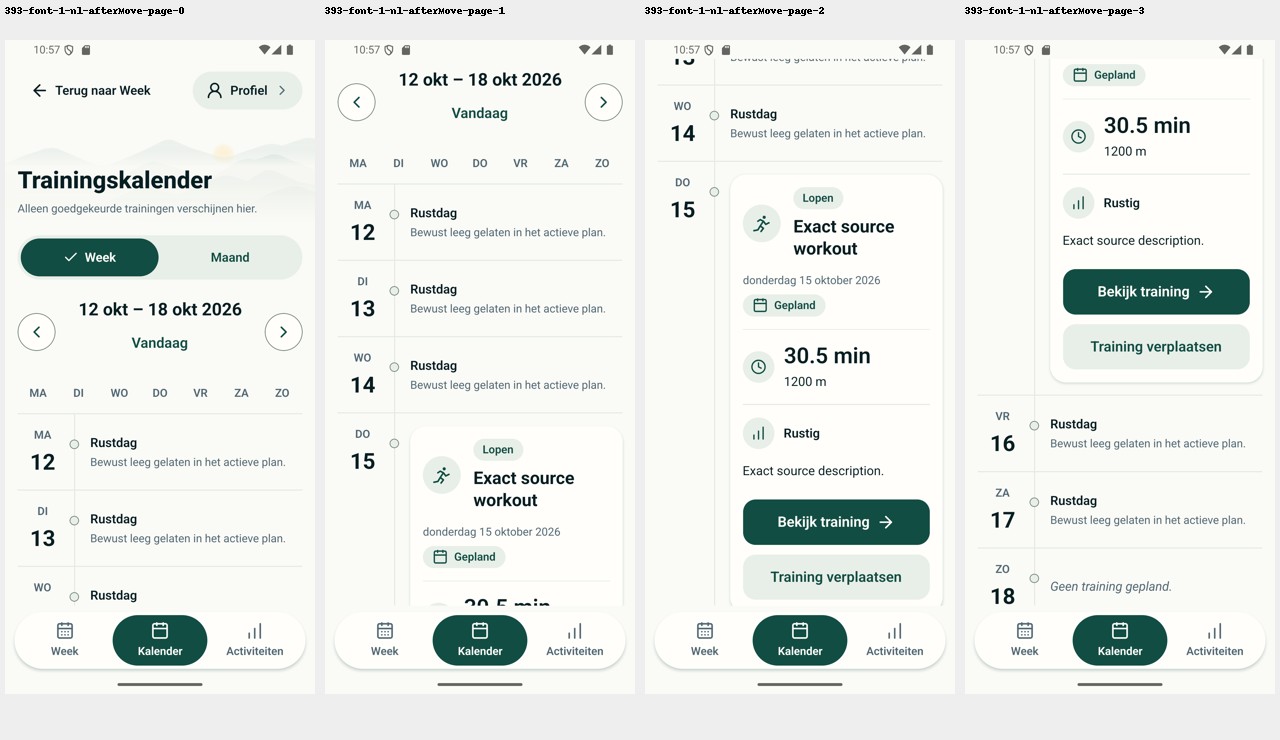 393-font-1-nl-afterMove-page-0
10:57
Terug naar Week
Profiel
Trainingskalender
Alleen goedgekeurde trainingen verschijnen hier.
Week
Maand
12 okt – 18 okt 2026
Vandaag
MA DI WO DO VR ZA ZO
MA
12
Rustdag
Bewust leeg gelaten in het actieve plan.
DI
13
Rustdag
Bewust leeg gelaten in het actieve plan.
WO
Rustdag
Week
Kalender
Activiteiten
393-font-1-nl-afterMove-page-1
10:57
12 okt – 18 okt 2026
Vandaag
MA DI WO DO VR ZA ZO
MA
12
Rustdag
Bewust leeg gelaten in het actieve plan.
DI
13
Rustdag
Bewust leeg gelaten in het actieve plan.
WO
14
Rustdag
Bewust leeg gelaten in het actieve plan.
DO
15
Lopen
Exact source
workout
donderdag 15 oktober 2026
Gepland
30.5 min
Week
Kalender
Activiteiten
393-font-1-nl-afterMove-page-2
10:57
13
Bewust leeg gelaten in het actieve plan.
WO
14
Rustdag
Bewust leeg gelaten in het actieve plan.
DO
15
Lopen
Exact source
workout
donderdag 15 oktober 2026
Gepland
30.5 min
1200 m
Rustig
Exact source description.
Bekijk training
Training verplaatsen
Week
Kalender
Activiteiten
393-font-1-nl-afterMove-page-3
10:57
Gepland
30.5 min
1200 m
Rustig
Exact source description.
Bekijk training
Training verplaatsen
VR
16
Rustdag
Bewust leeg gelaten in het actieve plan.
ZA
17
Rustdag
Bewust leeg gelaten in het actieve plan.
ZO
18
Geen training gepland.
Week
Kalender
Activiteiten